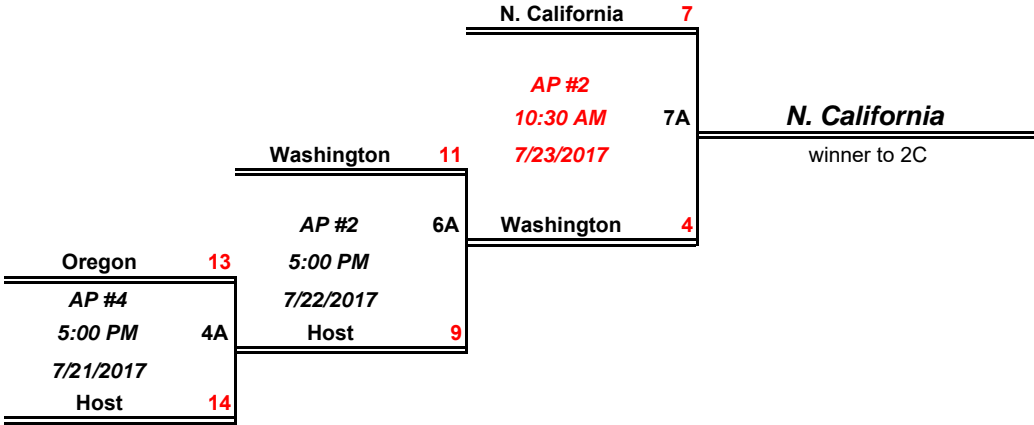 N. California 7
AP #2
10:30 AM 7A N. California
Washington 11 7/23/2017 winner to 2C
AP #2 6A Washington 4
Oregon 13 5:00 PM
AP #4 7/22/2017
5:00 PM 4A Host 9
7/21/2017
Host 14